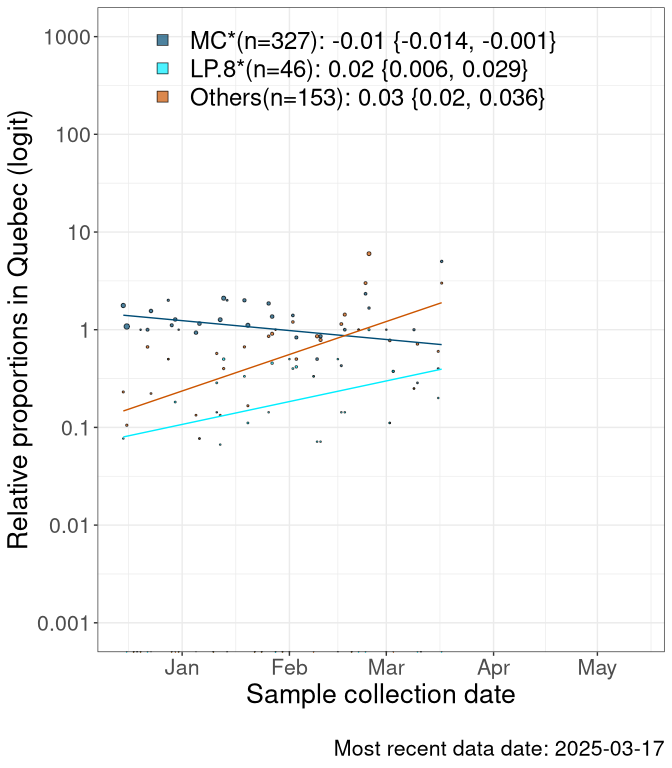 MC*(n=327): -0.01 {-0.014, -0.001}
LP.8*(n=46): 0.02 {0.006, 0.029}
Others(n=153): 0.03 {0.02, 0.036}
Relative proportions in Quebec (logit)
1000
100
10
1
0.1
0.01
0.001
Jan Feb Mar Apr May
Sample collection date
Most recent data date: 2025-03-17